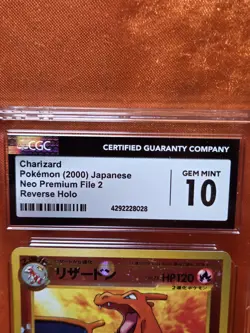 CGC
CERTIFIED GUARANTY COMPANY
Charizard
Pokémon (2000) Japanese
Neo Premium File 2
Reverse Holo
GEM MINT
10
4292228028
リザードン
HP120